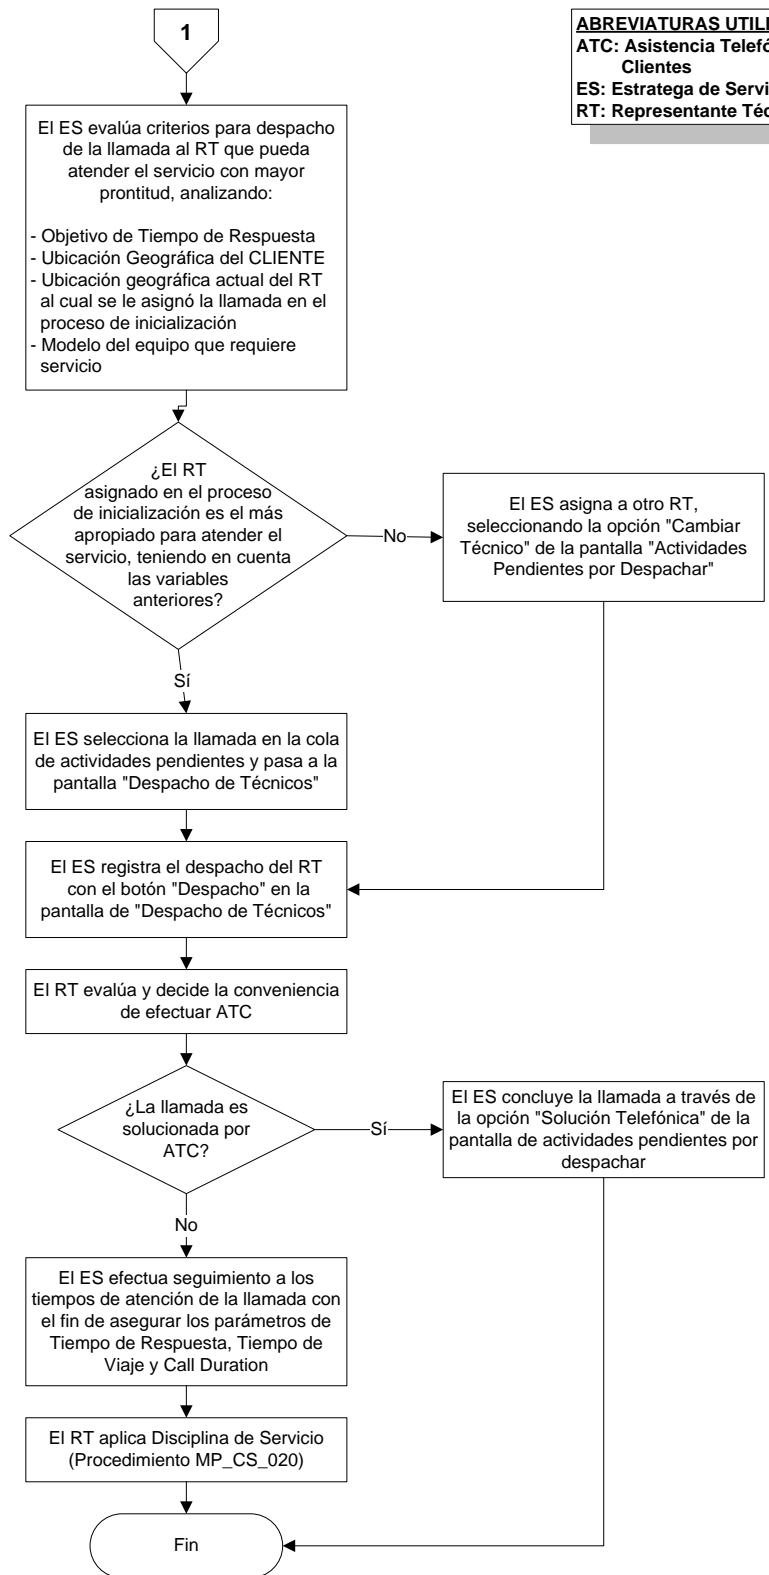 1
ABREVIATURAS
ATC: Asistencia
Clientes
ES: Estratega de
RT: Representante
El ES evalúa criterios para despacho
de la llamada al RT que pueda
atender el servicio con mayor
prontitud, analizando:
- Objetivo de Tiempo de Respuesta
- Ubicación Geográfica del CLIENTE
- Ubicación geográfica actual del RT
al cual se le asignó la llamada en el
proceso de inicialización
- Modelo del equipo que requiere
servicio
¿El RT
asignado en el proceso
de inicialización es el más
apropiado para atender el
servicio, teniendo en cuenta
las variables
anteriores?
No
El ES asigna a otro RT,
seleccionando la opción "Cambiar
Técnico" de la pantalla "Actividades
Pendientes por Despachar"
Sí
El ES selecciona la llamada en la cola
de actividades pendientes y pasa a la
pantalla "Despacho de Técnicos"
El ES registra el despacho del RT
con el botón "Despacho" en la
pantalla de "Despacho de Técnicos"
El RT evalúa y decide la conveniencia
de efectuar ATC
¿La llamada es
solucionada por
ATC?
Sí
El ES concluye la llamada a través de
la opción "Solución Telefónica" de la
pantalla de actividades pendientes por
despachar
No
El ES efectua seguimiento a los
tiempos de atención de la llamada con
el fin de asegurar los parámetros de
Tiempo de Respuesta, Tiempo de
Viaje y Call Duration
El RT aplica Disciplina de Servicio
(Procedimiento MP_CS_020)
Fin